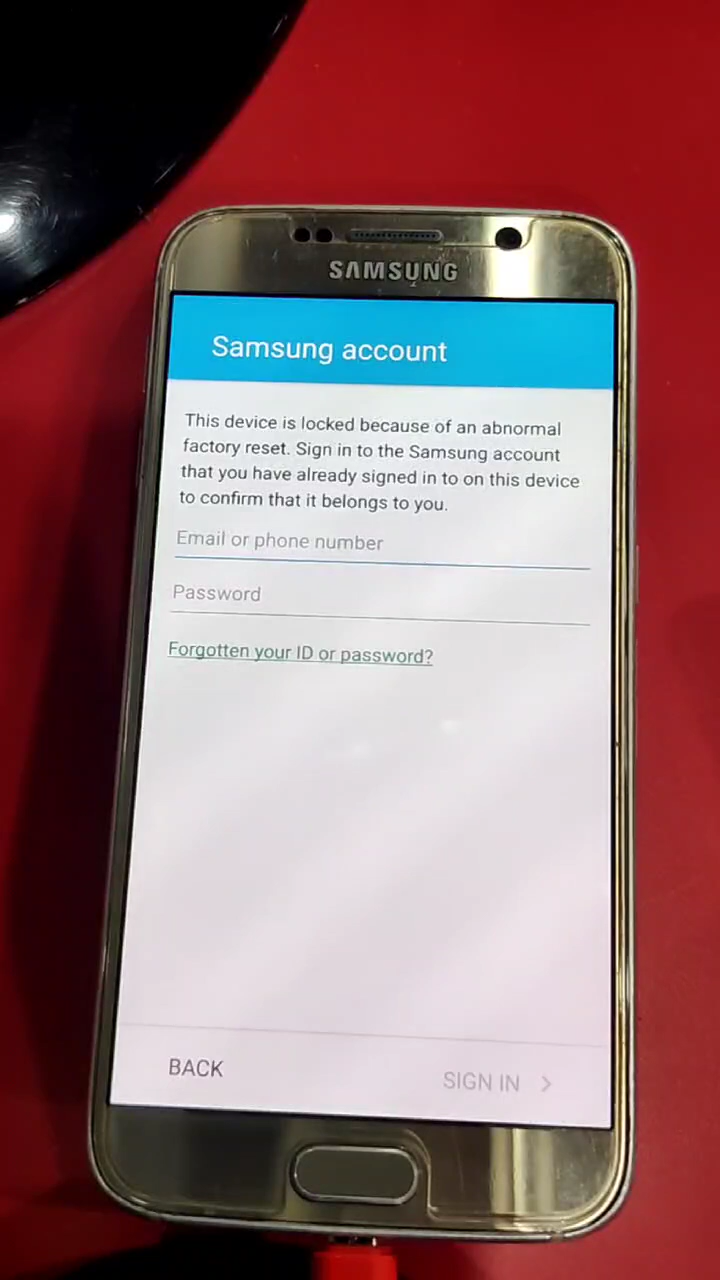 SAMSUNG
Samsung account
This device is locked because of an abnormal
factory reset. Sign in to the Samsung account
that you have already signed in to on this device
to confirm that it belongs to you.
Email or phone number
Password
Forgotten your ID or password?
BACK
SIGN IN